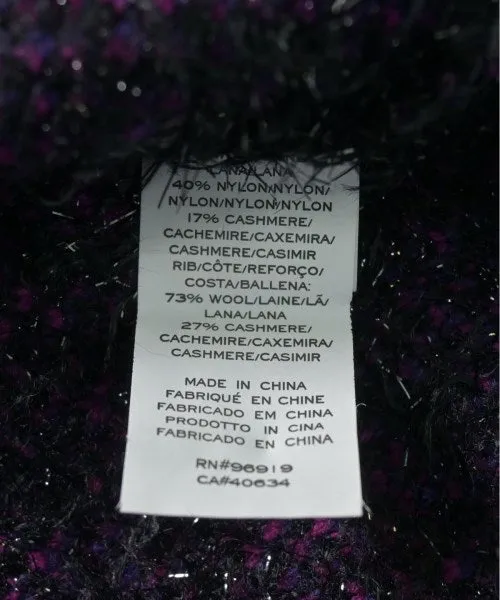 LANA/LANA
40% NYLON/NYLON/
NYLON/NYLON/NYLON
17% CASHMERE/
CACHEMIRE/CAXEMIRA/
CASHMERE/CASIMIR
RIB/CÔTE/REFORÇO/
COSTA/BALLENA:
73% WOOL/LAINE/LÃ/
LANA/LANA
27% CASHMERE/
CACHEMIRE/CAXEMIRA/
CASHMERE/CASIMIR
MADE IN CHINA
FABRIQUÉ EN CHINE
FABRICADO EM CHINA
PRODOTTO IN CINA
FABRICADO EN CHINA
RN#96919
CA#40634